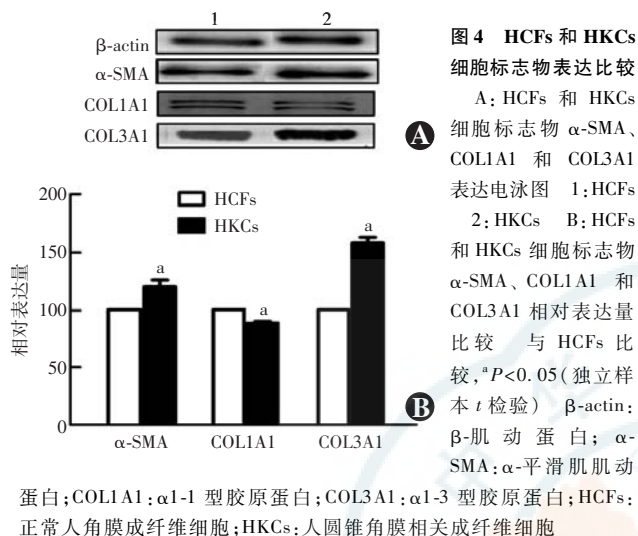 1 2
β-actin
α-SMA
COL1A1
COL3A1
A
200
150
100
50
0
相对表达量
HCFs
HKCs
a
a
a
α-SMA COL1A1 COL3A1
B
图4 HCFs 和 HKCs
细胞标志物表达比较
A:HCFs 和 HKCs
细胞标志物 α-SMA、
COL1A1 和 COL3A1
表达电泳图 1:HCFs
2:HKCs B:HCFs
和 HKCs 细胞标志物
α-SMA、COL1A1 和
COL3A1 相对表达量
比较 与 HCFs 比
较,ᵃP<0.05(独立样
本 t 检验) β-actin:
β-肌动蛋白; α-
SMA:α-平滑肌肌动
蛋白;COL1A1:α1-1 型胶原蛋白;COL3A1:α1-3 型胶原蛋白;HCFs:
正常人角膜成纤维细胞;HKCs:人圆锥角膜相关成纤维细胞